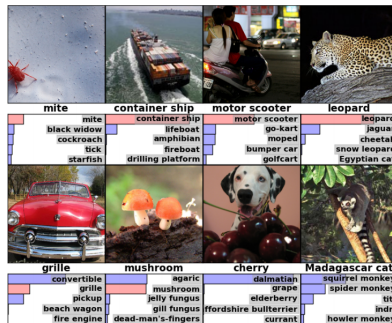 mite
container ship
motor scooter
leopard
mite
black widow
cockroach
tick
starfish
container ship
lifeboat
amphibian
fireboat
drilling platform
motor scooter
go-kart
moped
bumper car
golfcart
leopard
jaguar
cheetah
snow leopard
Egyptian cat
grille
mushroom
cherry
Madagascar cat
convertible
grille
pickup
beach wagon
fire engine
agaric
mushroom
jelly fungus
gill fungus
dead-man's-fingers
dalmatian
grape
elderberry
ffordshire bullterrier
currant
squirrel monkey
spider monkey
howler monkey